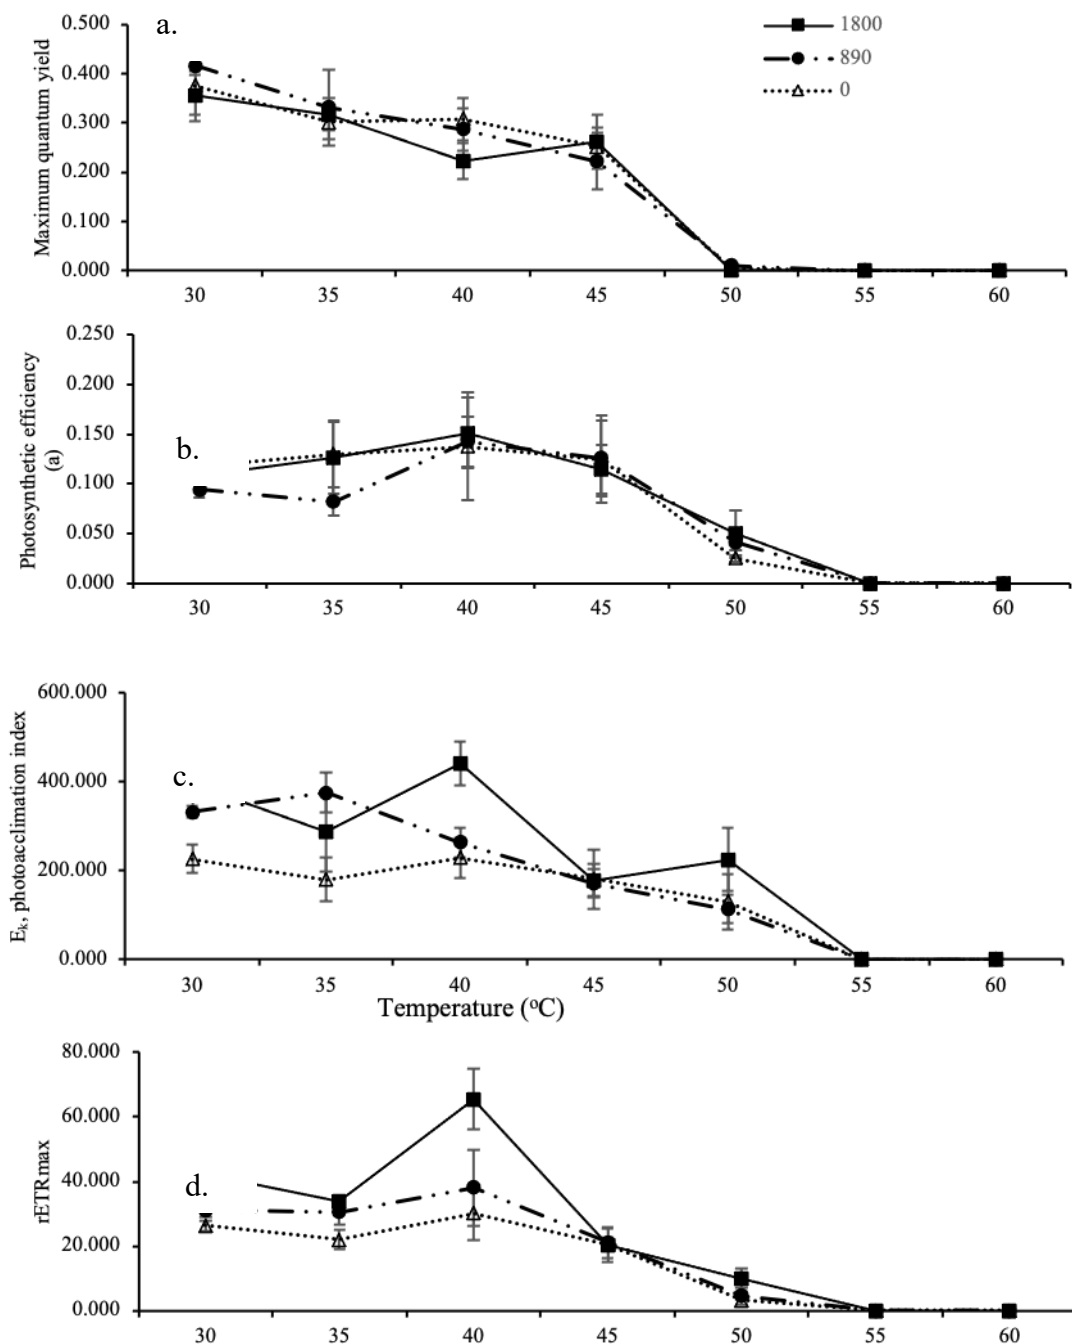 a.
1800
890
0
Maximum quantum yield
0.500
0.400
0.300
0.200
0.100
0.000
30 35 40 45 50 55 60
b.
Photosynthetic efficiency
(a)
0.250
0.200
0.150
0.100
0.050
0.000
30 35 40 45 50 55 60
c.
Ek, photoacclimation index
600.000
400.000
200.000
0.000
30 35 40 45 50 55 60
Temperature (°C)
d.
rETRmax
80.000
60.000
40.000
20.000
0.000
30 35 40 45 50 55 60